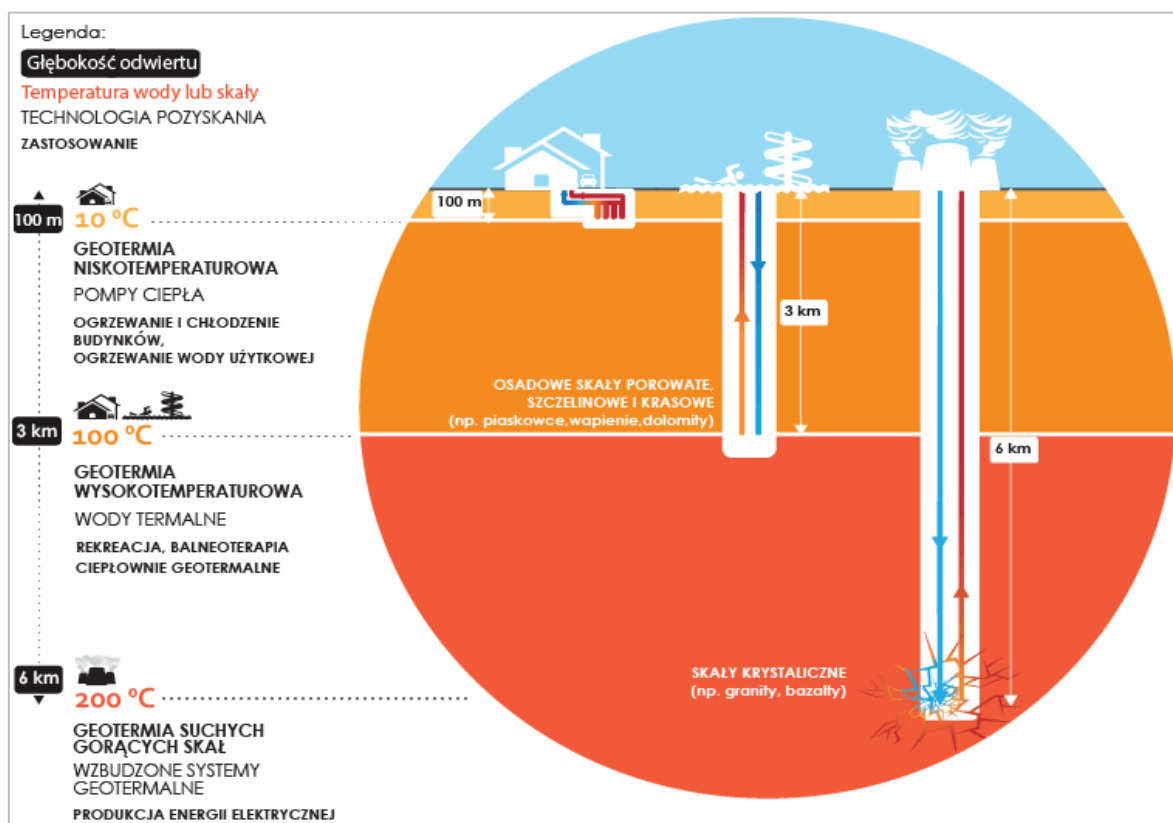 Legenda:
Głębokość odwiertu
Temperatura wody lub skały
TECHNOLOGIA POZYSKANIA
ZASTOSOWANIE
100 m
10 °C
GEOTERMIA
NISKOTEMPERATUROWA
POMPY CIEPŁA
OGRZEWANIE I CHŁODZENIE
BUDYNKÓW,
OGRZEWANIE WODY UŻYTKOWEJ
3 km
100 °C
GEOTERMIA
WYSOKOTEMPERATUROWA
WODY TERMALNE
REKREACJA, BALNEOTERAPIA
CIEPŁOWNIE GEOTERMALNE
6 km
200 °C
GEOTERMIA SUCHYCH
GORĄCYCH SKAŁ
WZBUDZONE SYSTEMY
GEOTERMALNE
PRODUKCJA ENERGII ELEKTRYCZNEJ
100 m
3 km
OSADOWE SKAŁY POROWATE,
SZCZELINOWE I KRASOWE
(np. piaskowce,wapienie,dolomity)
6 km
SKAŁY KRYSTALICZNE
(np. granity, bazalty)